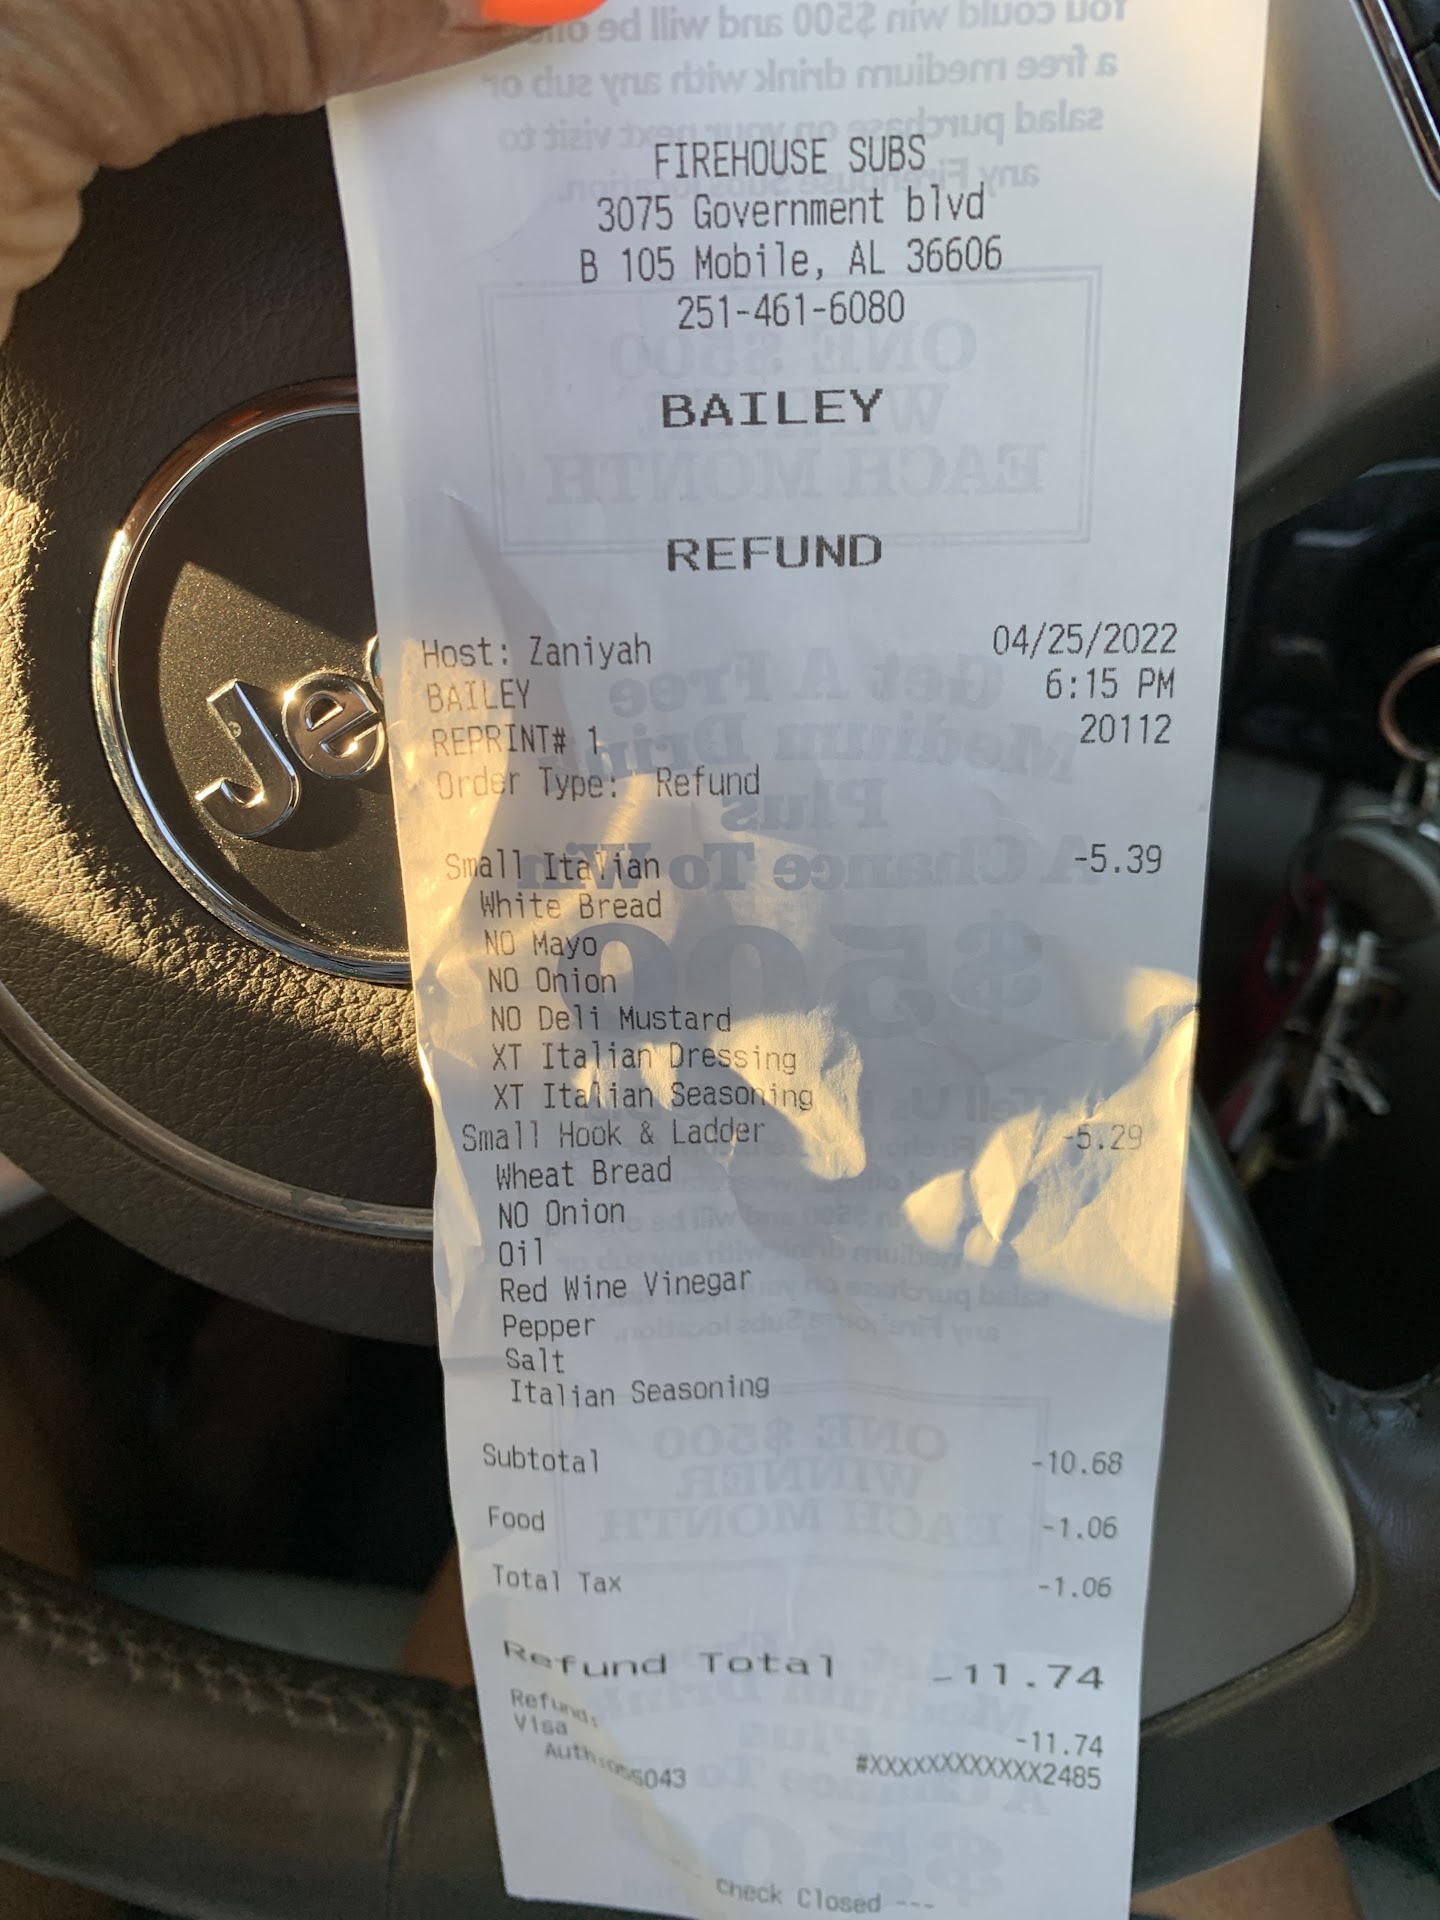 FIREHOUSE SUBS
3075 Government blvd
B 105 Mobile, AL 36606
251-461-6080
BAILEY
REFUND
Host: Zaniyah 04/25/2022
BAILEY 6:15 PM
REPRINT# 1 20112
Order Type: Refund
Small Italian -5.39
White Bread
NO Mayo
NO Onion
NO Deli Mustard
XT Italian Dressing
XT Italian Seasoning
Small Hook & Ladder -5.29
Wheat Bread
NO Onion
Oil
Red Wine Vinegar
Pepper
Salt
Italian Seasoning
Subtotal -10.68
Food -1.06
Total Tax -1.06
Refund Total -11.74
Refund: -11.74
Visa #XXXXXXXXXXXX2485
Check Closed ---
Je